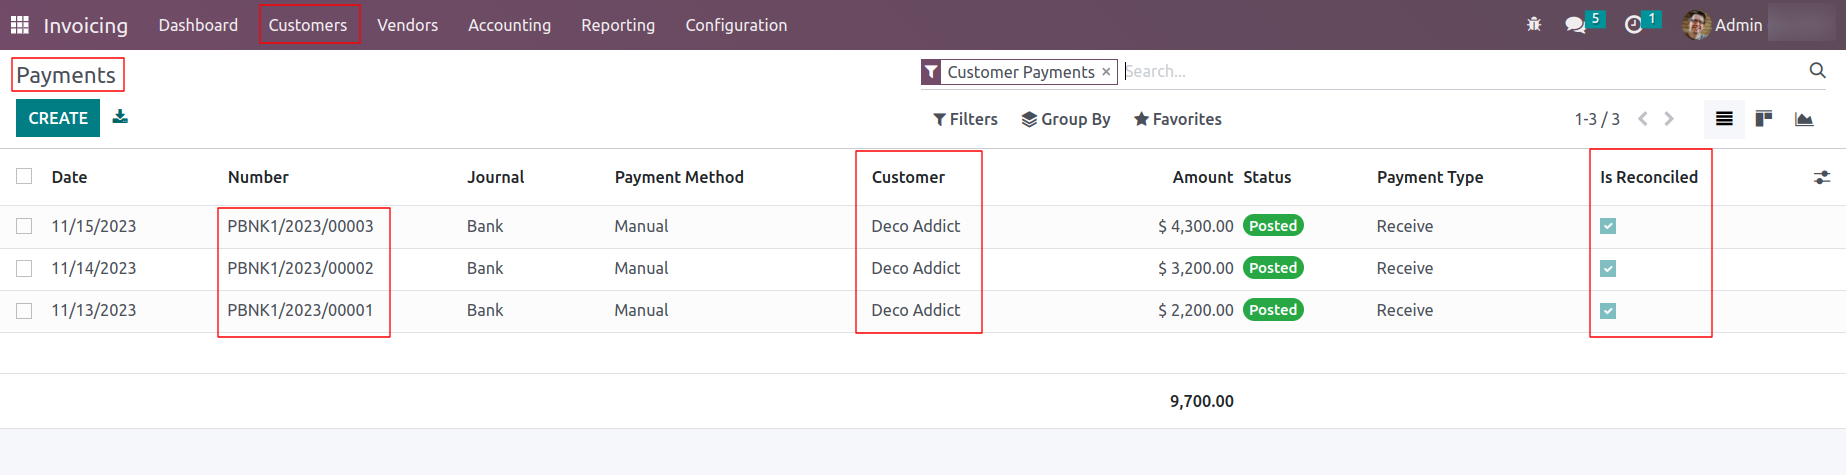 Invoicing Dashboard Customers Vendors Accounting Reporting Configuration 5 1 Admin
Payments Customer Payments × Search...
CREATE Filters Group By Favorites 1-3 / 3
Date Number Journal Payment Method Customer Amount Status Payment Type Is Reconciled
11/15/2023 PBNK1/2023/00003 Bank Manual Deco Addict $ 4,300.00 Posted Receive
11/14/2023 PBNK1/2023/00002 Bank Manual Deco Addict $ 3,200.00 Posted Receive
11/13/2023 PBNK1/2023/00001 Bank Manual Deco Addict $ 2,200.00 Posted Receive
9,700.00